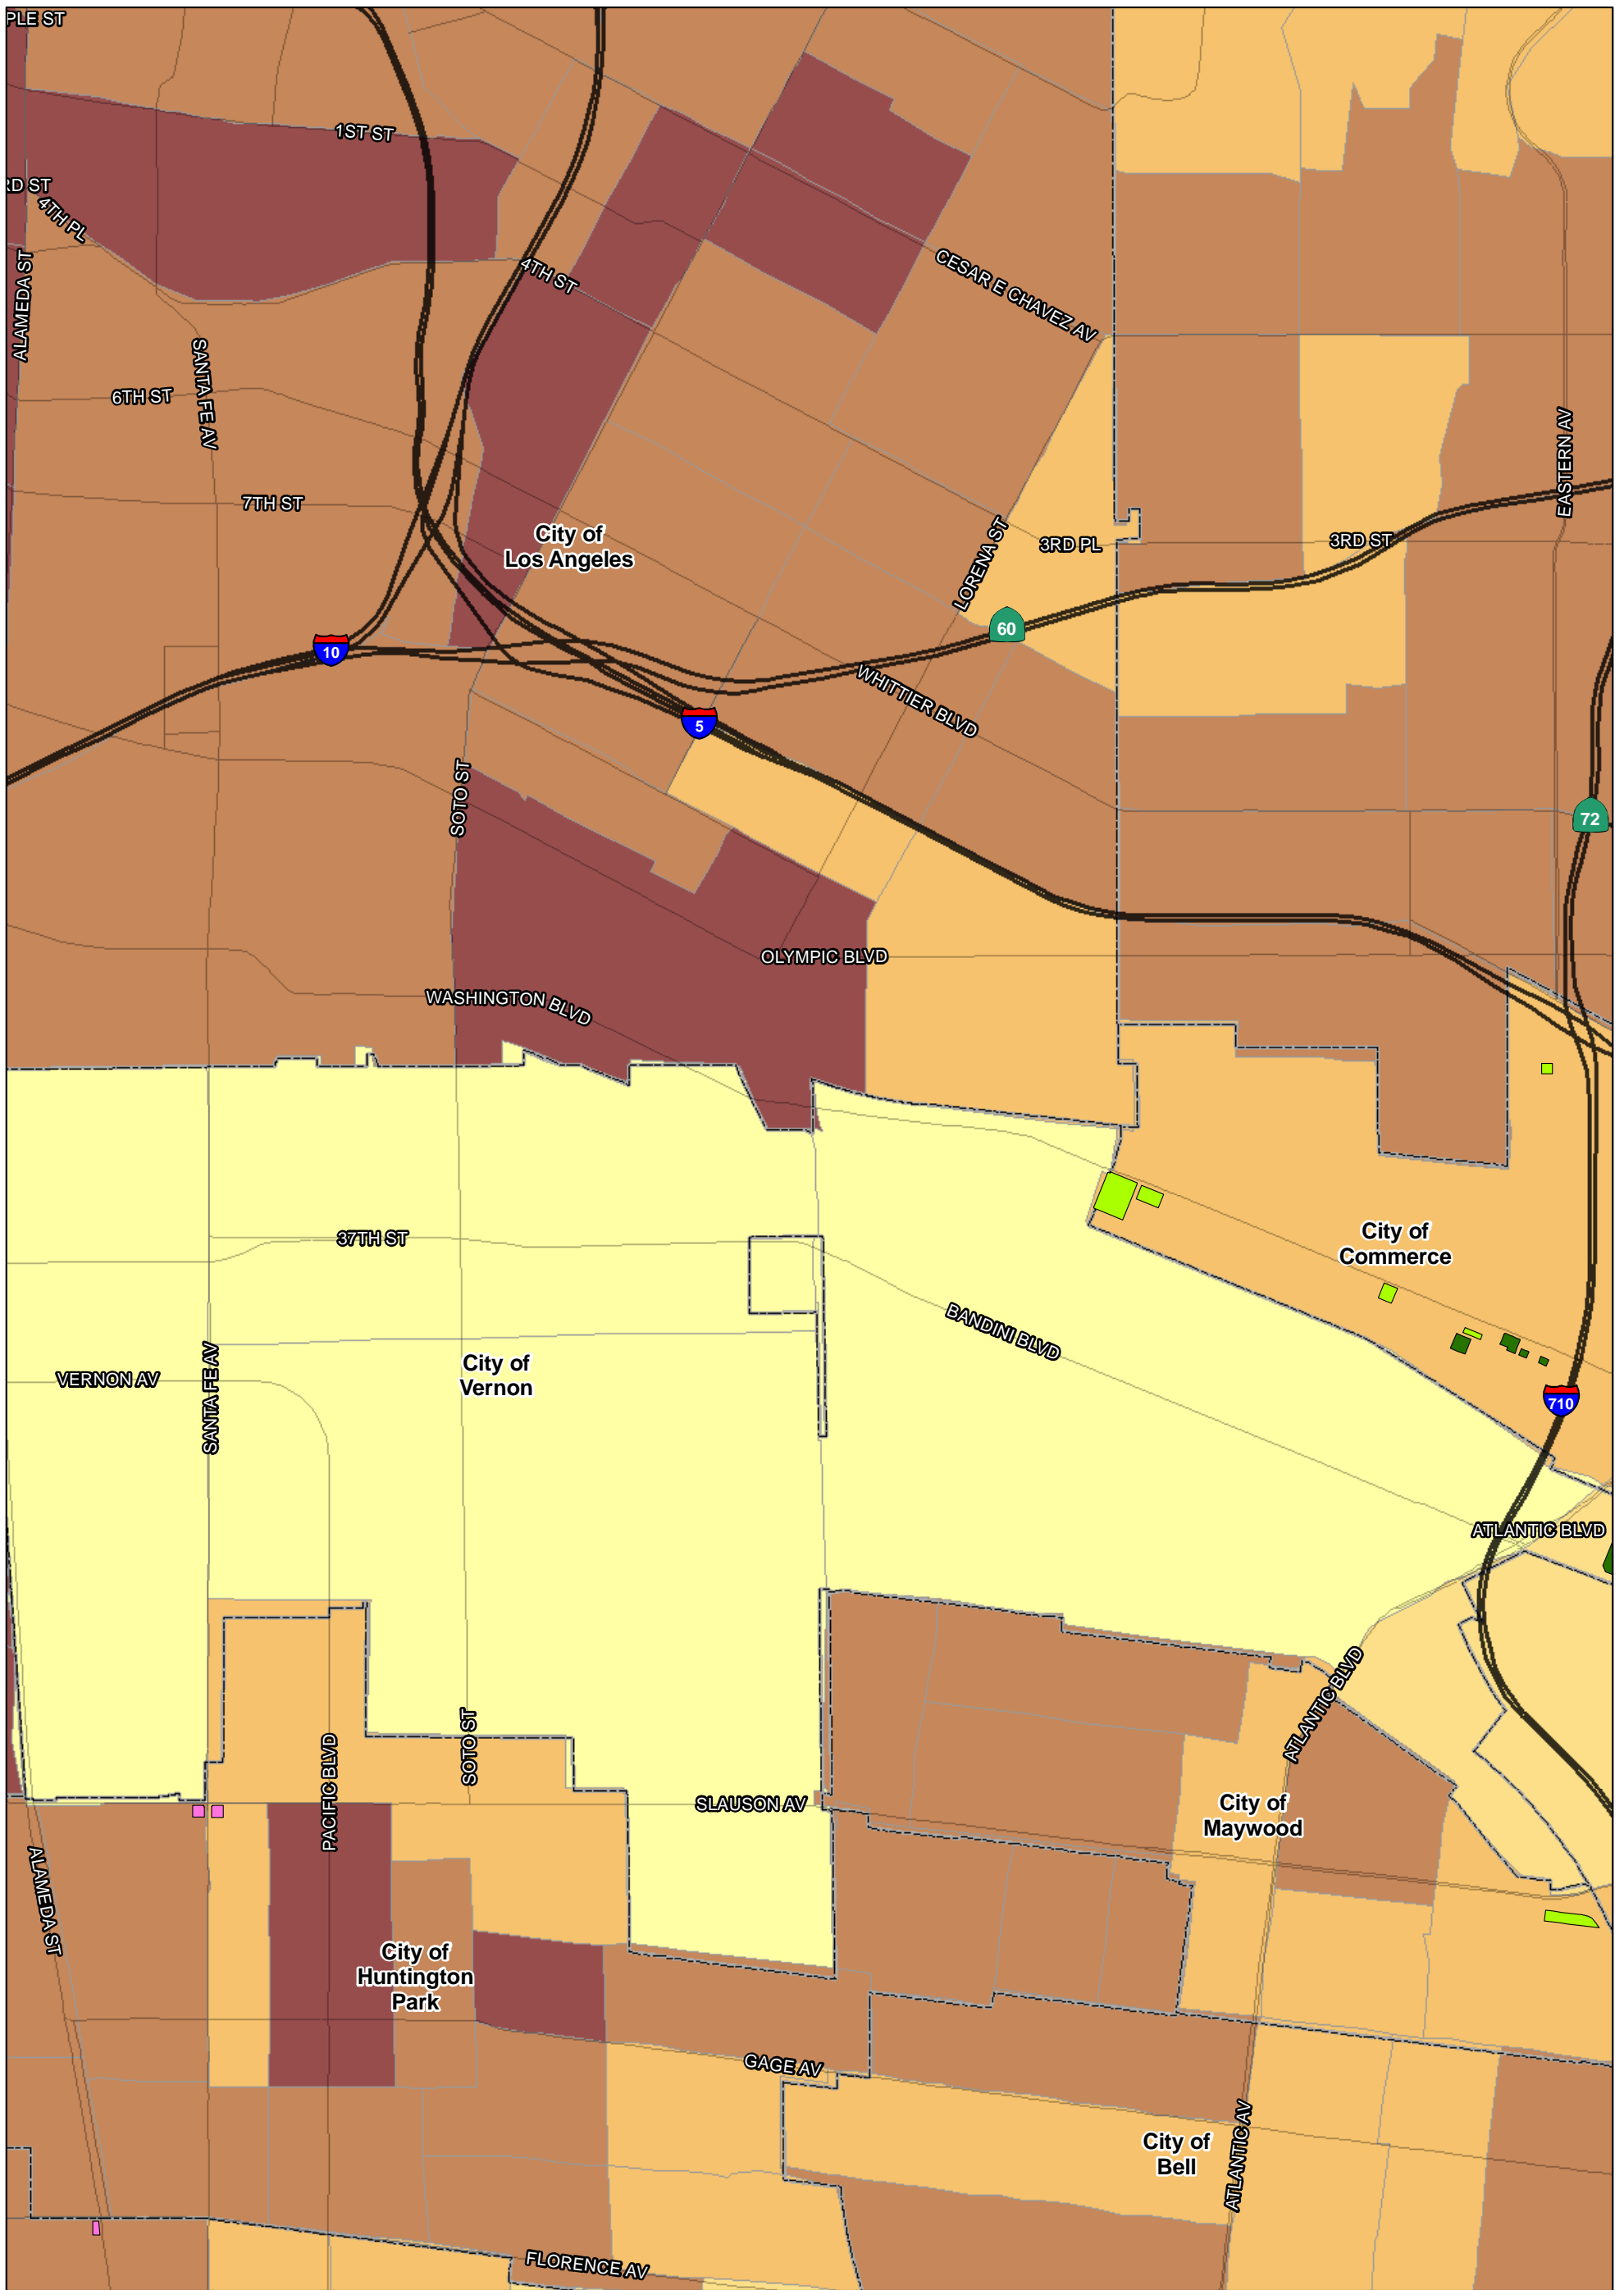 PLE ST
1ST ST
RD ST
4TH PL
ALAMEDA ST
4TH ST
CESAR E CHAVEZ AV
SANTA FE AV
6TH ST
EASTERN AV
7TH ST
City of
Los Angeles
LORENA ST
3RD PL
3RD ST
60
10
WHITTIER BLVD
5
SOTO ST
72
OLYMPIC BLVD
WASHINGTON BLVD
37TH ST
City of
Commerce
BANDINI BLVD
VERNON AV
SANTA FE AV
City of
Vernon
710
ATLANTIC BLVD
ATLANTIC BLVD
PACIFIC BLVD
SOTO ST
SLAUSON AV
City of
Maywood
ALAMEDA ST
City of
Huntington
Park
GAGE AV
City of
Bell
ATLANTIC AV
FLORENCE AV